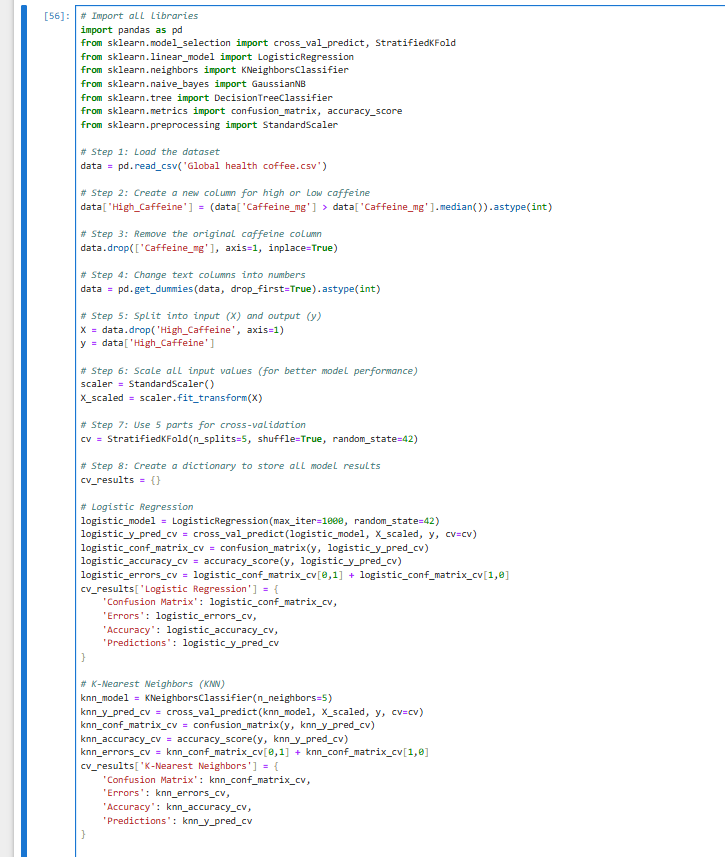 [56]: # Import all libraries
import pandas as pd
from sklearn.model_selection import cross_val_predict, StratifiedKFold
from sklearn.linear_model import LogisticRegression
from sklearn.neighbors import KNeighborsClassifier
from sklearn.naive_bayes import GaussianNB
from sklearn.tree import DecisionTreeClassifier
from sklearn.metrics import confusion_matrix, accuracy_score
from sklearn.preprocessing import StandardScaler

# Step 1: Load the dataset
data = pd.read_csv('Global health coffee.csv')

# Step 2: Create a new column for high or low caffeine
data['High_Caffeine'] = (data['Caffeine_mg'] > data['Caffeine_mg'].median()).astype(int)

# Step 3: Remove the original caffeine column
data.drop(['Caffeine_mg'], axis=1, inplace=True)

# Step 4: Change text columns into numbers
data = pd.get_dummies(data, drop_first=True).astype(int)

# Step 5: Split into input (X) and output (y)
X = data.drop('High_Caffeine', axis=1)
y = data['High_Caffeine']

# Step 6: Scale all input values (for better model performance)
scaler = StandardScaler()
X_scaled = scaler.fit_transform(X)

# Step 7: Use 5 parts for cross-validation
cv = StratifiedKFold(n_splits=5, shuffle=True, random_state=42)

# Step 8: Create a dictionary to store all model results
cv_results = {}

# Logistic Regression
logistic_model = LogisticRegression(max_iter=1000, random_state=42)
logistic_y_pred_cv = cross_val_predict(logistic_model, X_scaled, y, cv=cv)
logistic_conf_matrix_cv = confusion_matrix(y, logistic_y_pred_cv)
logistic_accuracy_cv = accuracy_score(y, logistic_y_pred_cv)
logistic_errors_cv = logistic_conf_matrix_cv[0,1] + logistic_conf_matrix_cv[1,0]
cv_results['Logistic Regression'] = {
    'Confusion Matrix': logistic_conf_matrix_cv,
    'Errors': logistic_errors_cv,
    'Accuracy': logistic_accuracy_cv,
    'Predictions': logistic_y_pred_cv
}

# K-Nearest Neighbors (KNN)
knn_model = KNeighborsClassifier(n_neighbors=5)
knn_y_pred_cv = cross_val_predict(knn_model, X_scaled, y, cv=cv)
knn_conf_matrix_cv = confusion_matrix(y, knn_y_pred_cv)
knn_accuracy_cv = accuracy_score(y, knn_y_pred_cv)
knn_errors_cv = knn_conf_matrix_cv[0,1] + knn_conf_matrix_cv[1,0]
cv_results['K-Nearest Neighbors'] = {
    'Confusion Matrix': knn_conf_matrix_cv,
    'Errors': knn_errors_cv,
    'Accuracy': knn_accuracy_cv,
    'Predictions': knn_y_pred_cv
}